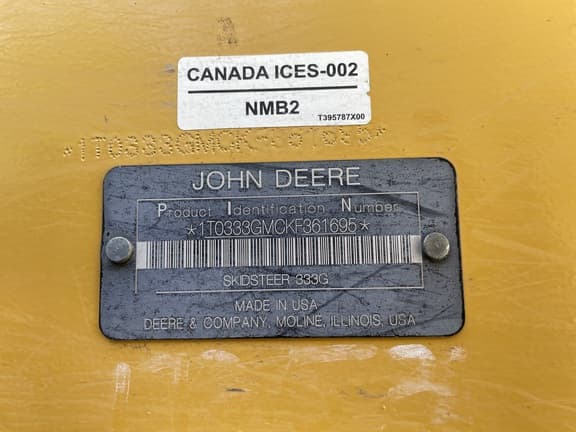 CANADA ICES-002
NMB2
T395787X00
JOHN DEERE
Product Identification Number
*1T0333GMCKF361695*
SKIDSTEER 333G
MADE IN USA
DEERE & COMPANY, MOLINE, ILLINOIS, USA